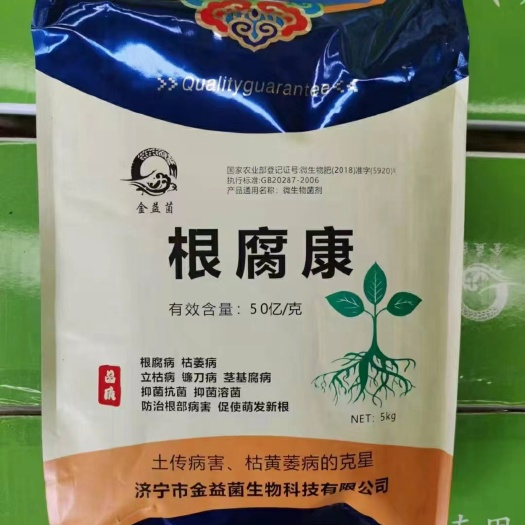 Qualityguarantee
国家农业部登记证号:微生物肥(2018)准字(5920)
执行标准:GB20287-2006
产品通用名称：微生物菌剂
金益菌
根腐康
有效含量：50亿/克
根腐病 枯萎病
立枯病 镰刀病 茎基腐病
抑菌抗菌 抑菌溶菌
防治根部病害 促使萌发新根
NET: 5kg
土传病害、枯黄萎病的克星
济宁市金益菌生物科技有限公司